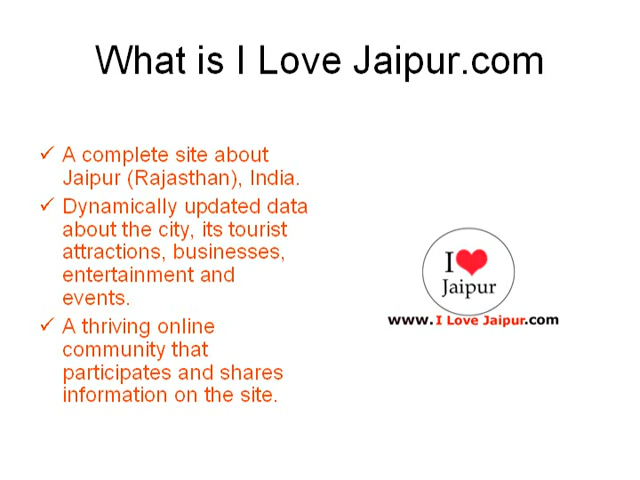 What is I Love Jaipur.com
A complete site about
Jaipur (Rajasthan), India.
Dynamically updated data
about the city, its tourist
attractions, businesses,
entertainment and
events.
A thriving online
community that
participates and shares
information on the site.
I
Jaipur
www.I Love Jaipur.com